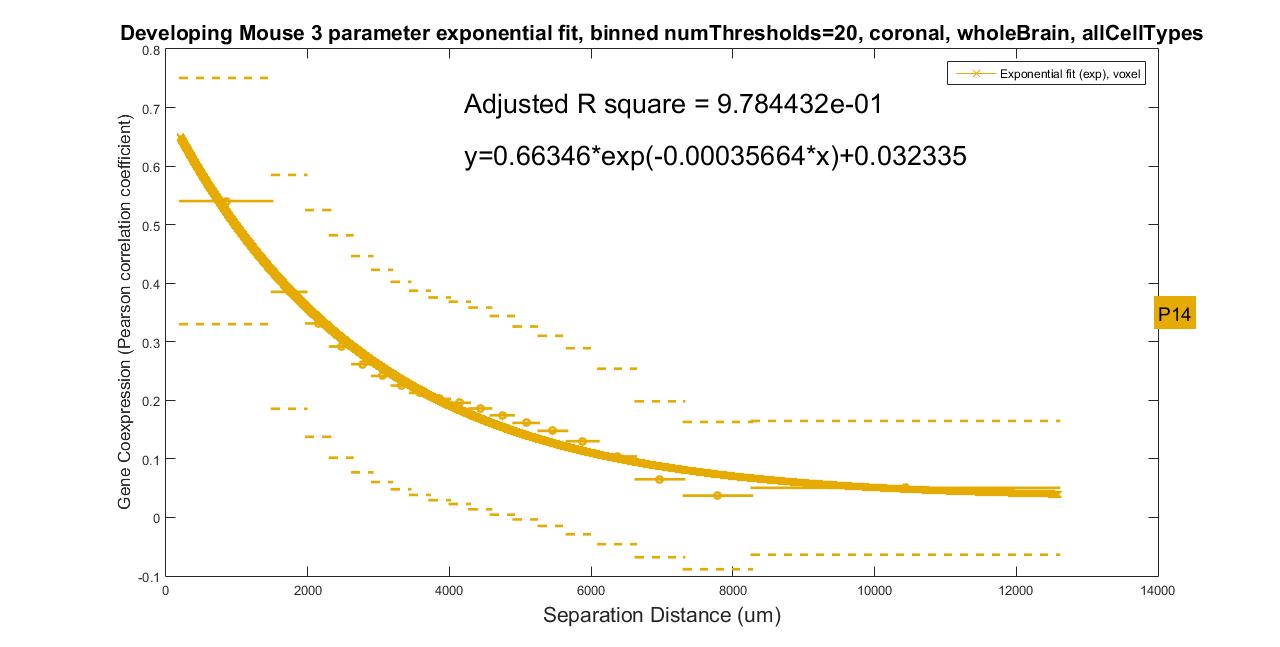 Developing Mouse 3 parameter exponential fit, binned numThresholds=20, coronal, wholeBrain, allCellTypes
Exponential fit (exp), voxel
Adjusted R square = 9.784432e-01
y=0.66346*exp(-0.00035664*x)+0.032335
Gene Coexpression (Pearson correlation coefficient)
0.8
0.7
0.6
0.5
0.4
0.3
0.2
0.1
0
-0.1
P14
0 2000 4000 6000 8000 10000 12000 14000
Separation Distance (um)